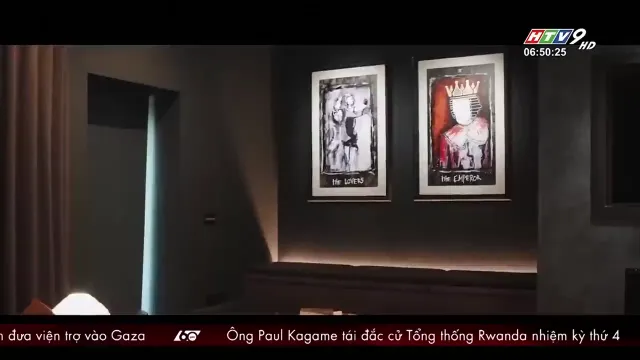 HTV9 HD
06:50:25
THE LOVERS
THE EMPEROR
đưa viện trợ vào Gaza
60
Ông Paul Kagame tái đắc cử Tổng thống Rwanda nhiệm kỳ thứ 4